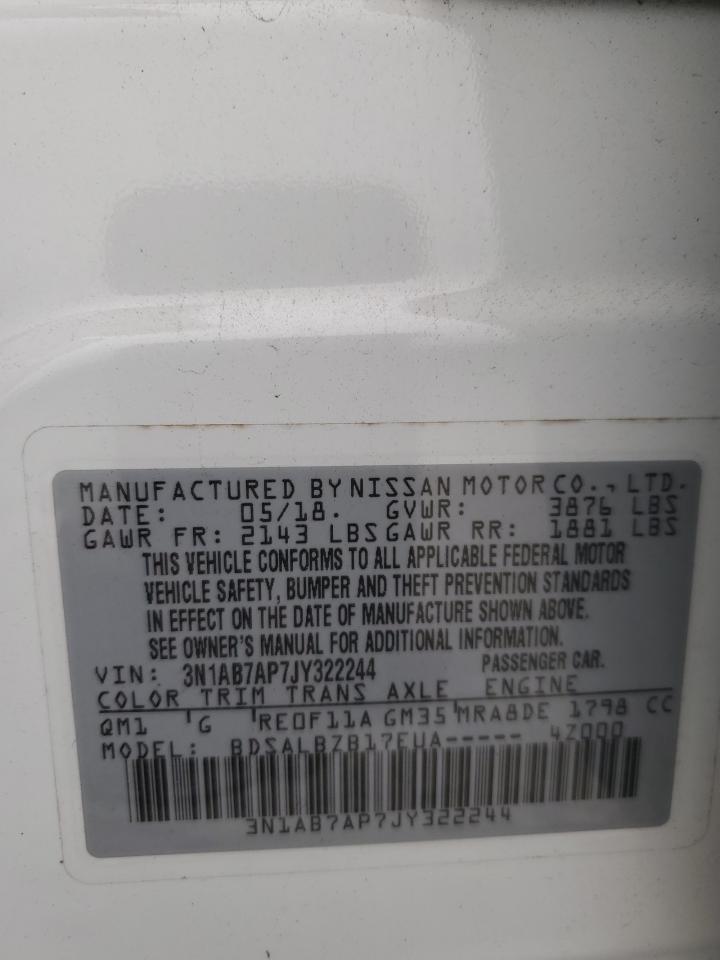 MANUFACTURED BY NISSAN MOTOR CO., LTD.
DATE: 05/18. GVWR: 3876 LBS
GAWR FR: 2143 LBS GAWR RR: 1881 LBS
THIS VEHICLE CONFORMS TO ALL APPLICABLE FEDERAL MOTOR
VEHICLE SAFETY, BUMPER AND THEFT PREVENTION STANDARDS
IN EFFECT ON THE DATE OF MANUFACTURE SHOWN ABOVE.
SEE OWNER'S MANUAL FOR ADDITIONAL INFORMATION.
VIN: 3N1AB7AP7JY322244 PASSENGER CAR.
COLOR TRIM TRANS AXLE ENGINE
QM1 G RE0F11A GM35 MRA8DE 1798 CC
MODEL: BDSALBZB17EUA----- 4Z000
3N1AB7AP7JY322244